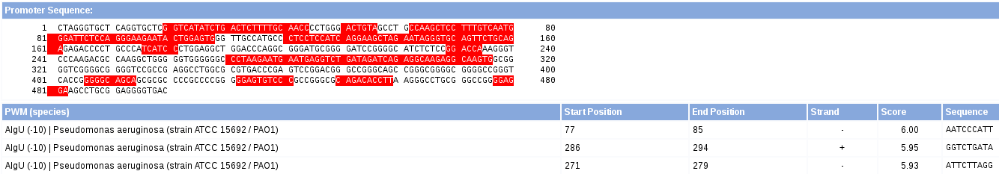 Promoter Sequence:
1 CTAGGGTGCT CAGGTGCTCG GTCATATCTG ACTCTTTTGC AACCCCTGGG ACTGTAGCCT GCCAAGCTCC TTTGTCAATG 80
81 GGATTCTCCA GGGAAGAATA CTGGAGTGGG TTGCCATGCC CTCCTCCATC AGGAAGCTAG AATAGGGTGC AGTTCTGCAG 160
161 AGAGACCCCT GCCCATCATC CCTGGAGGCT GGACCCAGGC GGGATGCGGG GATCCGGGGC ATCTCTCCGG ACCAAAGGGT 240
241 CCCAAGACGC CAAGGCTGGG GGTGGGGGGC CCTAAGAATG AATGAGGTCT GATAGATCAG AGGCAAGAGG CAAGTGGCGG 320
321 GGTCGGGGCG GGGTCCGCCG AGGCCTGGCG CGTGACCCGA GTCCGGACGG GCCGGGCAGC CGGGCGGGGC GGGGCCGGGT 400
401 CACCGGGGGC AGCAGCGCGC CCCGCCCCGG GGGAGTGTCC CGCCGGGCGC AGACACCTTA AGGGCCTGCG GGCCGGGGAG 480
481 GAAGCCTGCG GAGGGGTGAC
PWM (species) Start Position End Position Strand Score Sequence
AlgU (-10) | Pseudomonas aeruginosa (strain ATCC 15692 / PAO1) 77 85 - 6.00 AATCCCATT
AlgU (-10) | Pseudomonas aeruginosa (strain ATCC 15692 / PAO1) 286 294 + 5.95 GGTCTGATA
AlgU (-10) | Pseudomonas aeruginosa (strain ATCC 15692 / PAO1) 271 279 - 5.93 ATTCTTAGG